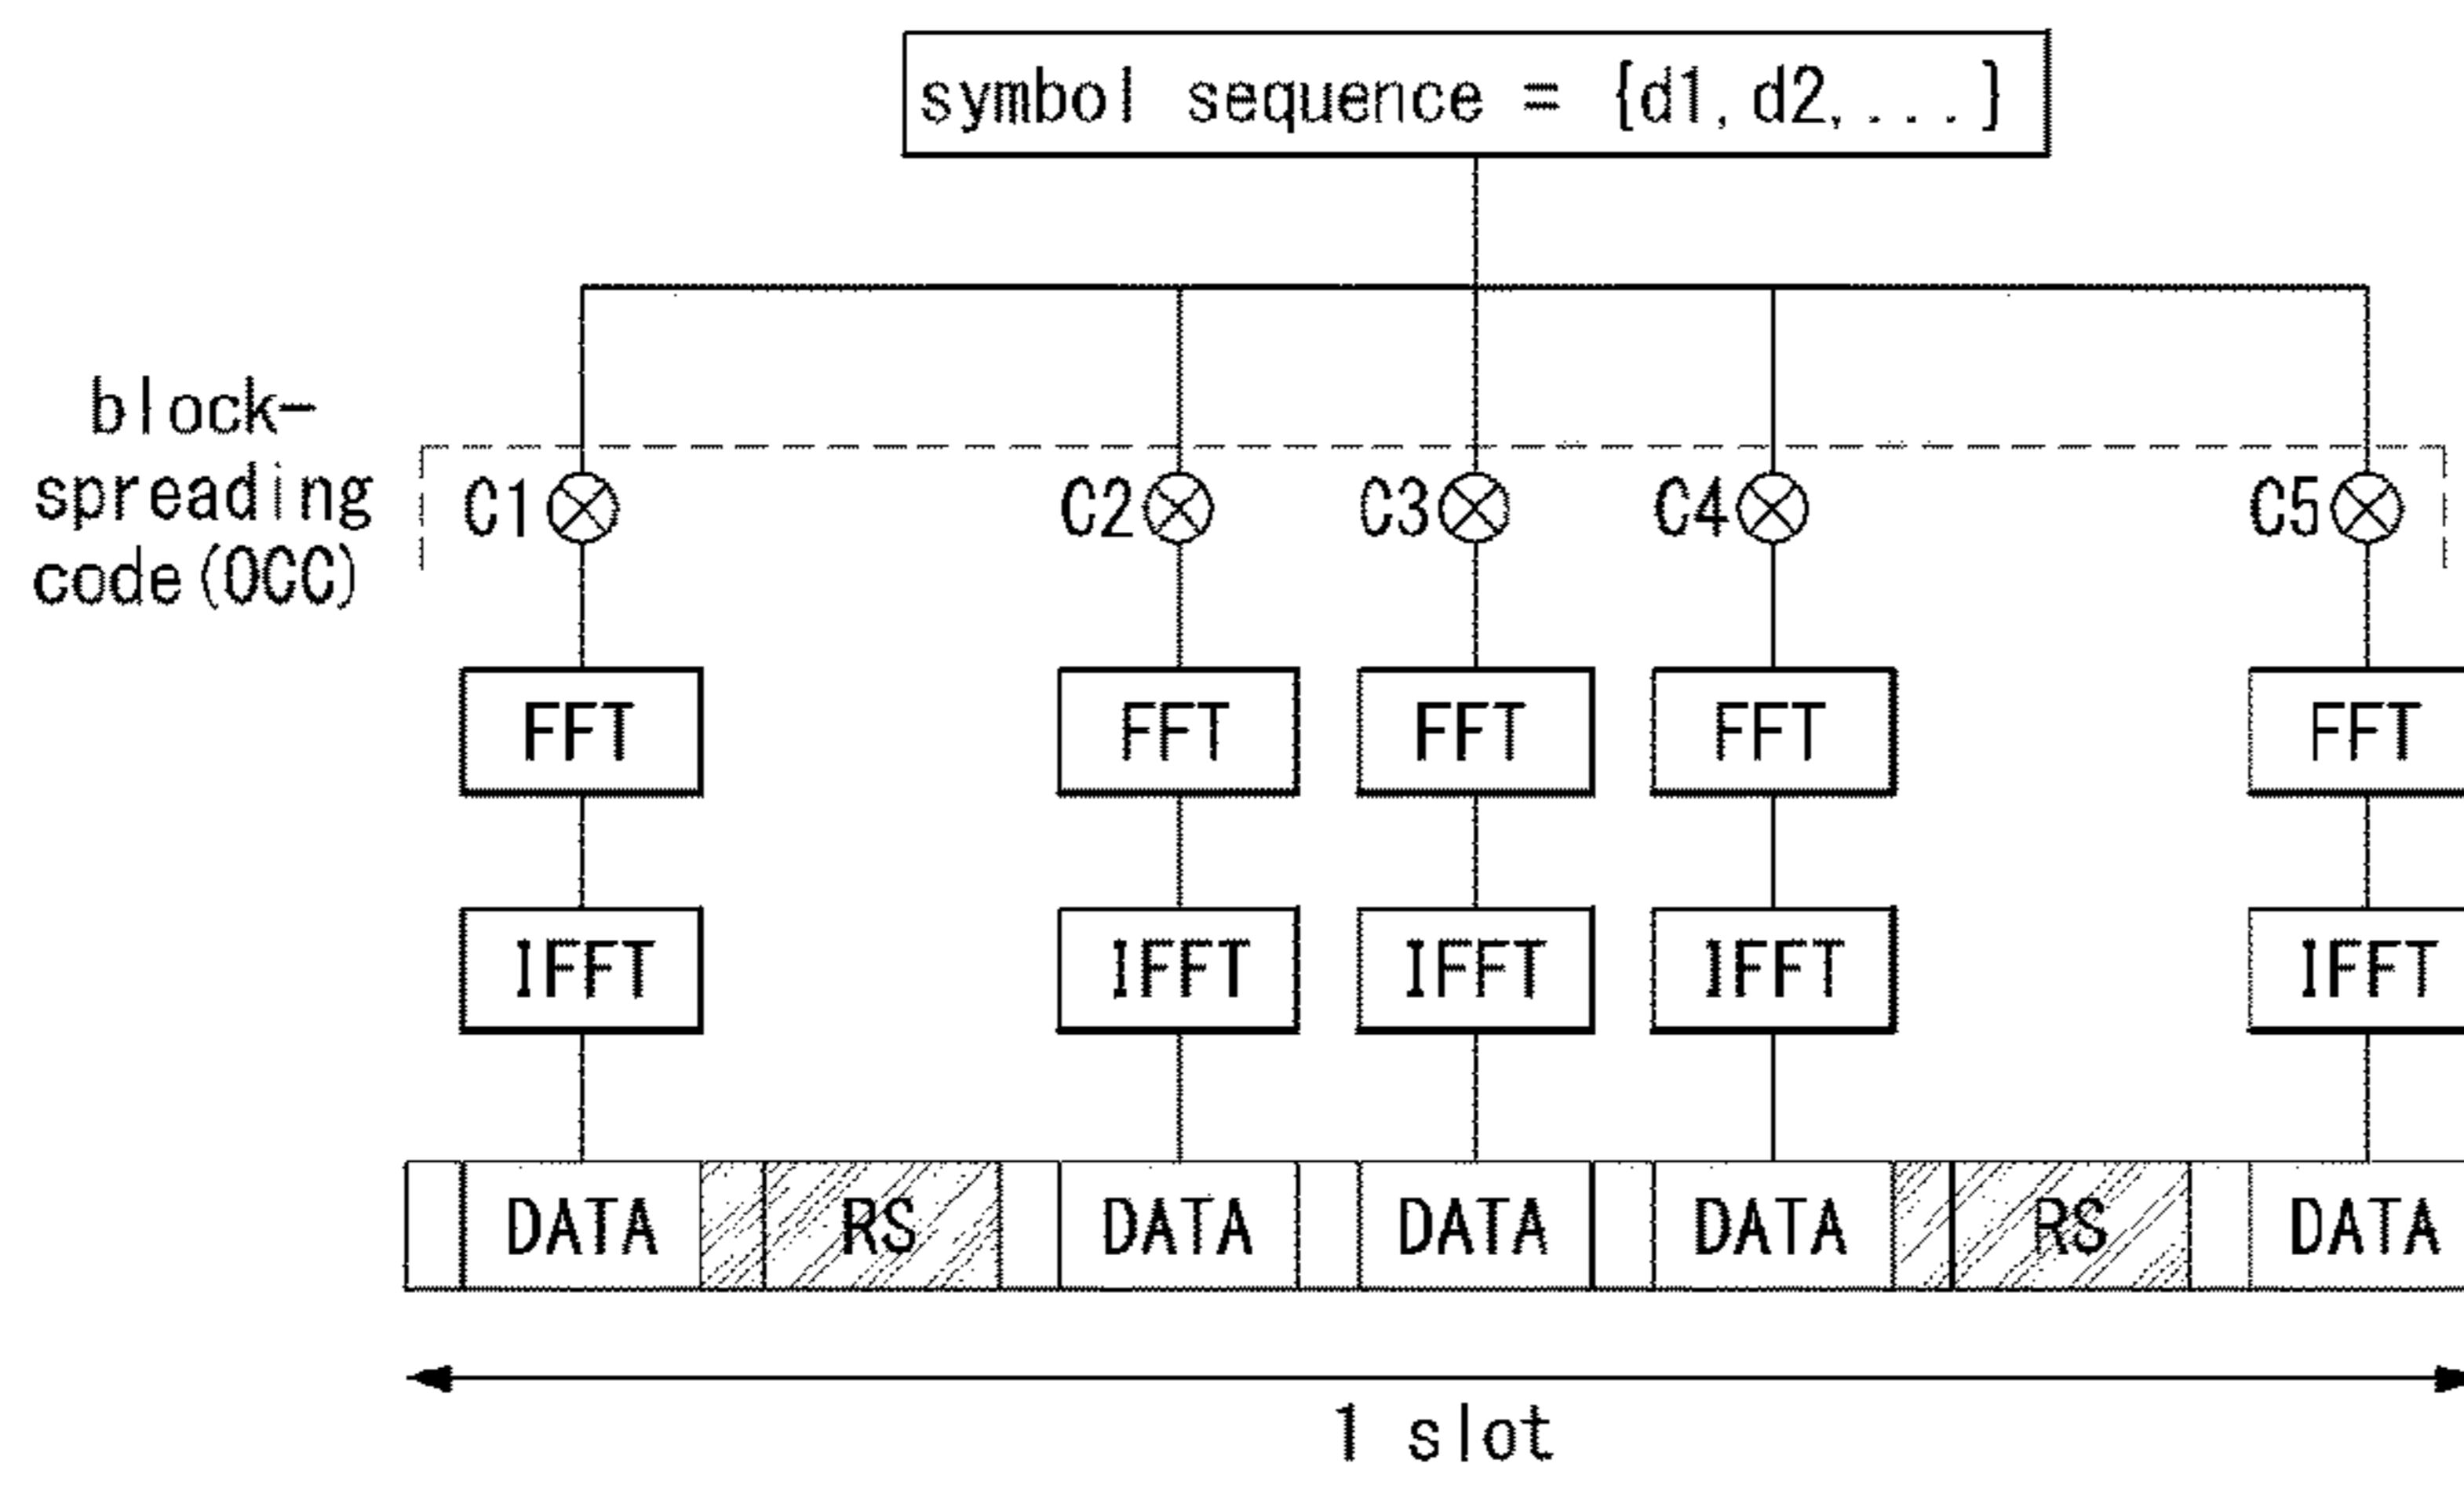 symbol sequence = {d1,d2,...}
block-
spreading
code(OCC)
C1 C2 C3 C4 C5
FFT FFT FFT FFT FFT
IFFT IFFT IFFT IFFT IFFT
DATA RS DATA DATA DATA RS DATA
1 slot